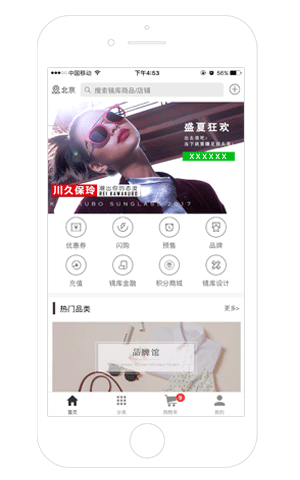 中国移动
下午4:53
56%
北京
搜索镜库商品/店铺
盛夏狂欢
出去浪吧!
XXXXXX
川久保玲
潮出你的态度
REI KAWAKUBO
KUBO SUNGLASS 2017
优惠券
闪购
预售
品牌
充值
镜库金融
积分商城
镜库设计
热门品类
更多>
品牌馆
首页
分类
购物车
我的